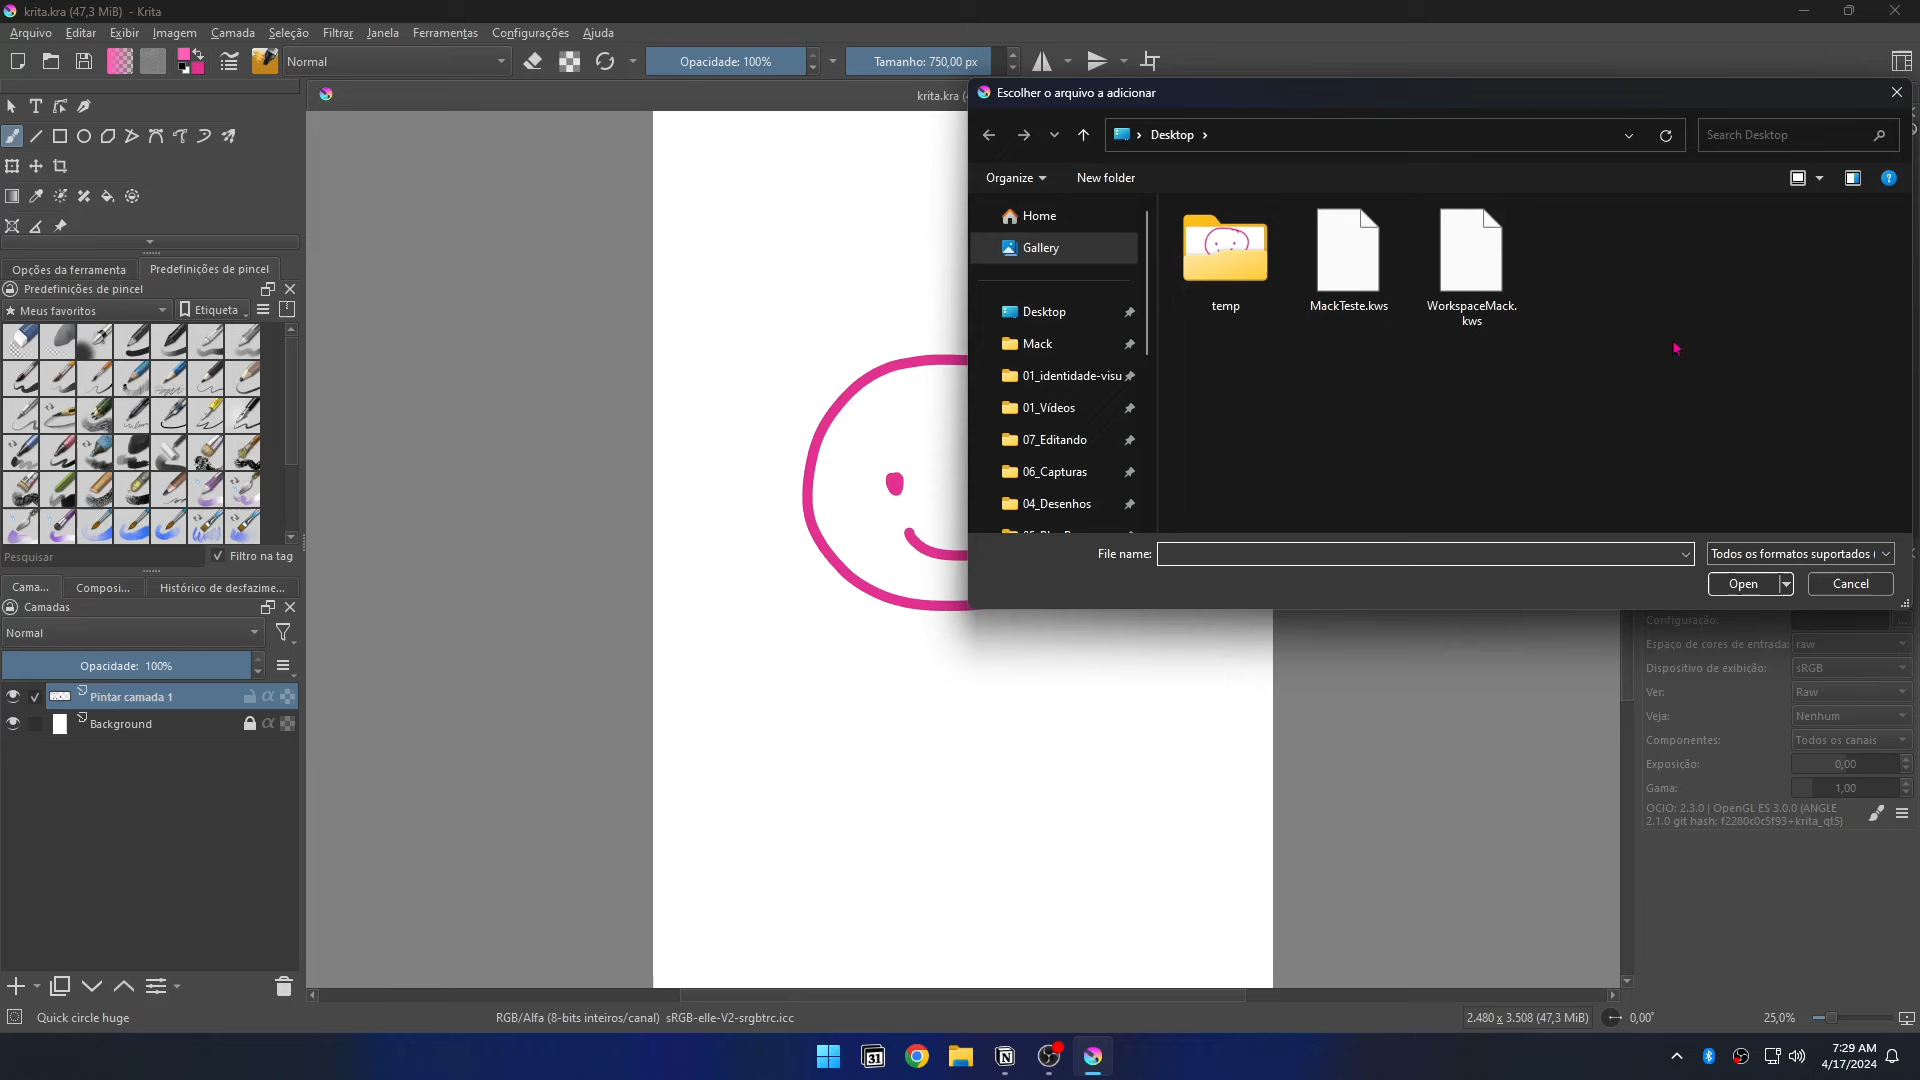 krita.kra (47,3 MiB) - Krita
Arquivo Editar Exibir Imagem Camada Seleção Filtrar Janela Ferramentas Configurações Ajuda
Normal
Opacidade: 100%
Tamanho: 750,00 px
krita.kra (
Escolher o arquivo a adicionar
Desktop
Search Desktop
Organize
New folder
Home
Gallery
Desktop
Mack
01_identidade-visu
01_Vídeos
07_Editando
06_Capturas
04_Desenhos
temp
MackTeste.kws
WorkspaceMack.
kws
File name:
Todos os formatos suportados (
Open
Cancel
Opções da ferramenta
Predefinições de pincel
Predefinições de pincel
Meus favoritos
Etiqueta
Pesquisar
Filtro na tag
Cama...
Composi...
Histórico de desfazime...
Camadas
Normal
Opacidade: 100%
Pintar camada 1
Background
Configuração:
Espaço de cores de entrada: raw
Dispositivo de exibição: sRGB
Ver: Raw
Veja: Nenhum
Componentes: Todos os canais
Exposição: 0,00
Gama: 1,00
OCIO: 2.3.0 | OpenGL ES 3.0.0 (ANGLE
2.1.0 git hash: f2280c0c5f93+krita_qt5)
Quick circle huge
RGB/Alfa (8-bits inteiros/canal) sRGB-elle-V2-srgbtrc.icc
2.480 x 3.508 (47,3 MiB)
0,00°
25,0%
31
7:29 AM
4/17/2024